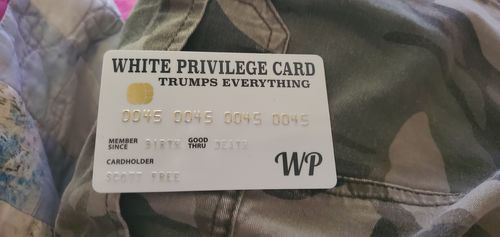 WHITE PRIVILEGE CARD
TRUMPS EVERYTHING
0045 0045 0045 0045
MEMBER SINCE BIRTH GOOD THRU DEATH
CARDHOLDER
SCOTT FREE
WP